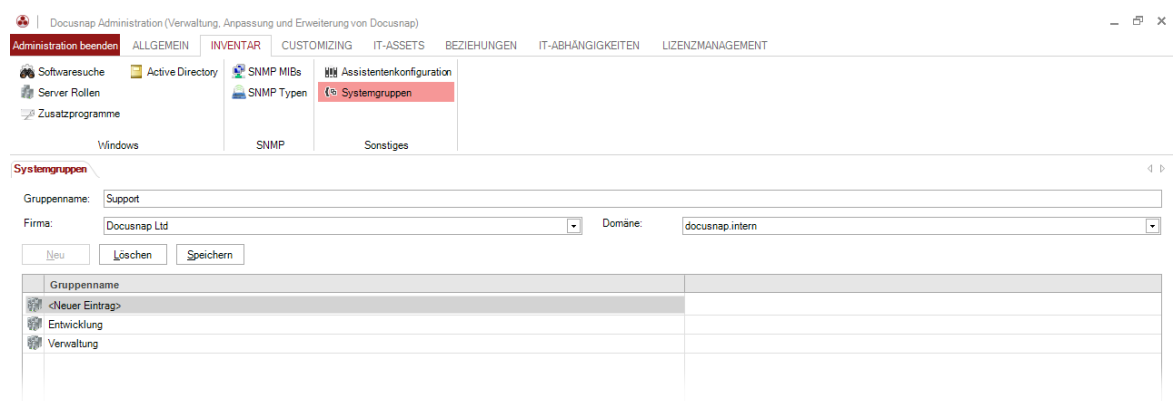 Docusnap Administration (Verwaltung, Anpassung und Erweiterung von Docusnap)
Administration beenden ALLGEMEIN INVENTAR CUSTOMIZING IT-ASSETS BEZIEHUNGEN IT-ABHÄNGIGKEITEN LIZENZMANAGEMENT
Softwaresuche Active Directory SNMP MIBs Assistentenkonfiguration
Server Rollen SNMP Typen Systemgruppen
Zusatzprogramme
Windows SNMP Sonstiges
Systemgruppen
Gruppenname: Support
Firma: Docusnap Ltd Domäne: docusnap.intern
Neu Löschen Speichern
Gruppenname
<Neuer Eintrag>
Entwicklung
Verwaltung